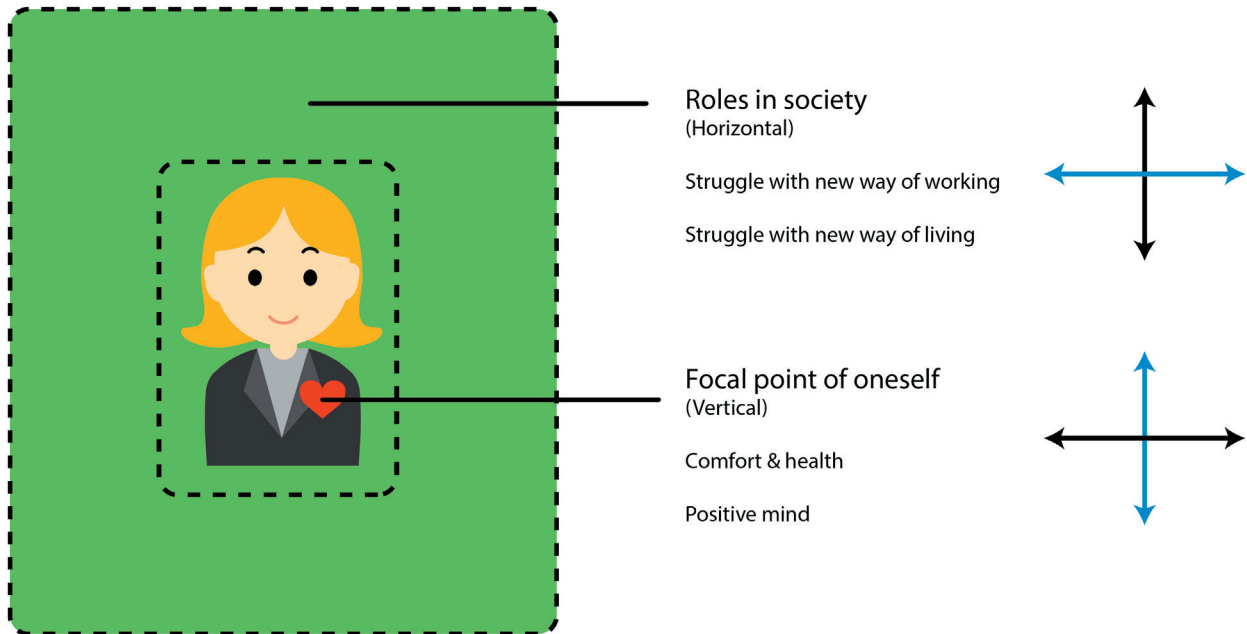 Roles in society
(Horizontal)
Struggle with new way of working
Struggle with new way of living
Focal point of oneself
(Vertical)
Comfort & health
Positive mind